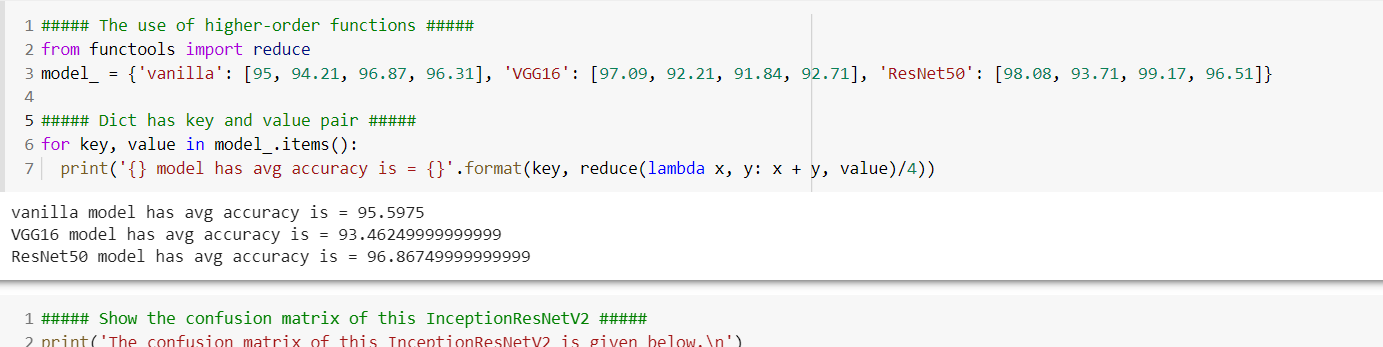 1 ##### The use of higher-order functions #####
2 from functools import reduce
3 model_ = {'vanilla': [95, 94.21, 96.87, 96.31], 'VGG16': [97.09, 92.21, 91.84, 92.71], 'ResNet50': [98.08, 93.71, 99.17, 96.51]}
4
5 ##### Dict has key and value pair #####
6 for key, value in model_.items():
7   print('{} model has avg accuracy is = {}'.format(key, reduce(lambda x, y: x + y, value)/4))
vanilla model has avg accuracy is = 95.5975
VGG16 model has avg accuracy is = 93.46249999999999
ResNet50 model has avg accuracy is = 96.86749999999999
1 ##### Show the confusion matrix of this InceptionResNetV2 #####
2 print('The confusion matrix of this InceptionResNetV2 is given below.\n')